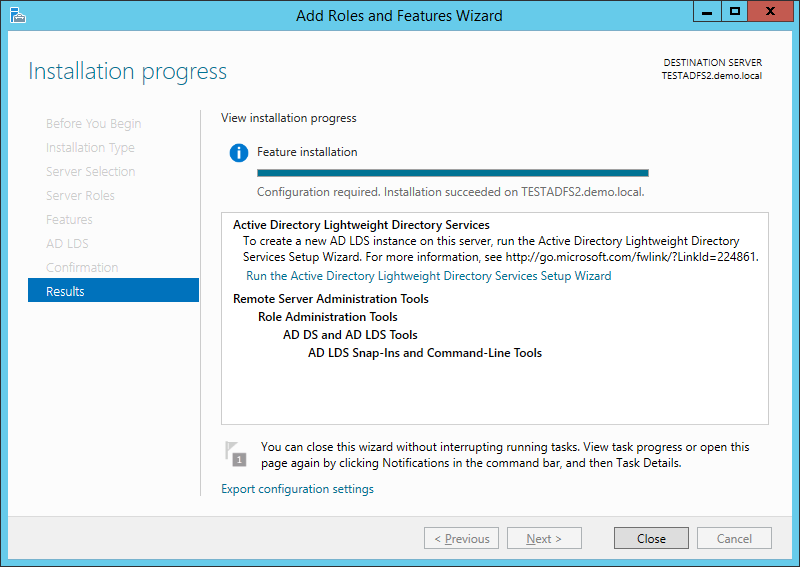 Add Roles and Features Wizard
Installation progress
DESTINATION SERVER
TESTADFS2.demo.local
Before You Begin
Installation Type
Server Selection
Server Roles
Features
AD LDS
Confirmation
Results
View installation progress
Feature installation
Configuration required. Installation succeeded on TESTADFS2.demo.local.
Active Directory Lightweight Directory Services
To create a new AD LDS instance on this server, run the Active Directory Lightweight Directory
Services Setup Wizard. For more information, see http://go.microsoft.com/fwlink/?LinkId=224861.
Run the Active Directory Lightweight Directory Services Setup Wizard
Remote Server Administration Tools
Role Administration Tools
AD DS and AD LDS Tools
AD LDS Snap-Ins and Command-Line Tools
1
You can close this wizard without interrupting running tasks. View task progress or open this
page again by clicking Notifications in the command bar, and then Task Details.
Export configuration settings
< Previous
Next >
Close
Cancel